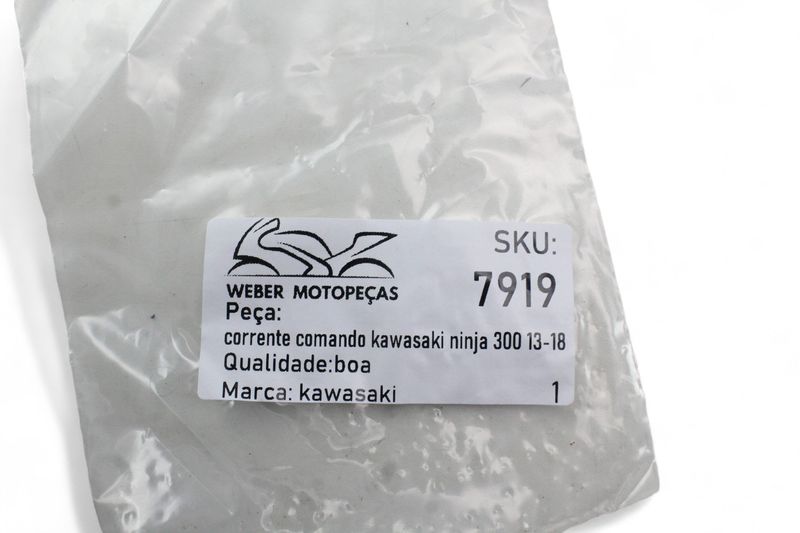 WEBER MOTOPEÇAS
SKU:
7919
Peça:
corrente comando kawasaki ninja 300 13-18
Qualidade:boa
Marca: kawasaki 1